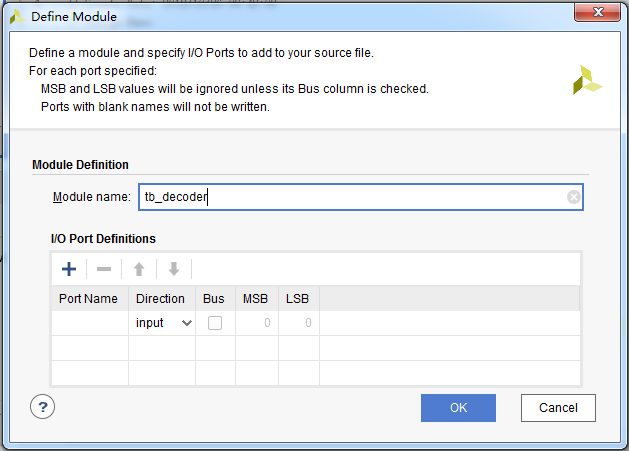 Define Module
Define a module and specify I/O Ports to add to your source file.
For each port specified:
MSB and LSB values will be ignored unless its Bus column is checked.
Ports with blank names will not be written.
Module Definition
Module name: tb_decoder
I/O Port Definitions
Port Name Direction Bus MSB LSB
input 0 0
? OK Cancel